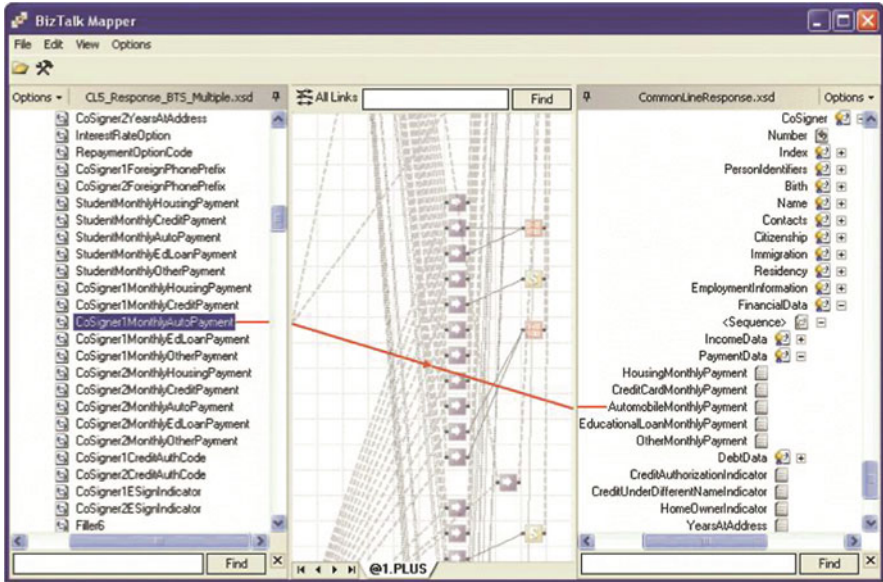 BizTalk Mapper
File Edit View Options
Options
CL5_Response_BTS_Multiple.xsd
All Links
Find
CommonLineResponse.xsd
Options
CoSigner2YearsAtAddress
InterestRateOption
RepaymentOptionCode
CoSigner1ForeignPhonePrefix
CoSigner2ForeignPhonePrefix
StudentMonthlyHousingPayment
StudentMonthlyCreditPayment
StudentMonthlyAutoPayment
StudentMonthlyEdLoanPayment
StudentMonthlyOtherPayment
CoSigner1MonthlyHousingPayment
CoSigner1MonthlyCreditPayment
CoSigner1MonthlyAutoPayment
CoSigner1MonthlyEdLoanPayment
CoSigner1MonthlyOtherPayment
CoSigner2MonthlyHousingPayment
CoSigner2MonthlyCreditPayment
CoSigner2MonthlyAutoPayment
CoSigner2MonthlyEdLoanPayment
CoSigner2MonthlyOtherPayment
CoSigner1CreditAuthCode
CoSigner2CreditAuthCode
CoSigner1ESignIndicator
CoSigner2ESignIndicator
Filler6
Find
@1.PLUS
CoSigner
Number
Index
PersonIdentifiers
Birth
Name
Contacts
Citizenship
Immigration
Residency
EmploymentInformation
FinancialData
<Sequence>
IncomeData
PaymentData
HousingMonthlyPayment
CreditCardMonthlyPayment
AutomobileMonthlyPayment
EducationalLoanMonthlyPayment
OtherMonthlyPayment
DebtData
CreditAuthorizationIndicator
CreditUnderDifferentNameIndicator
HomeOwnerIndicator
YearsAtAddress
Find